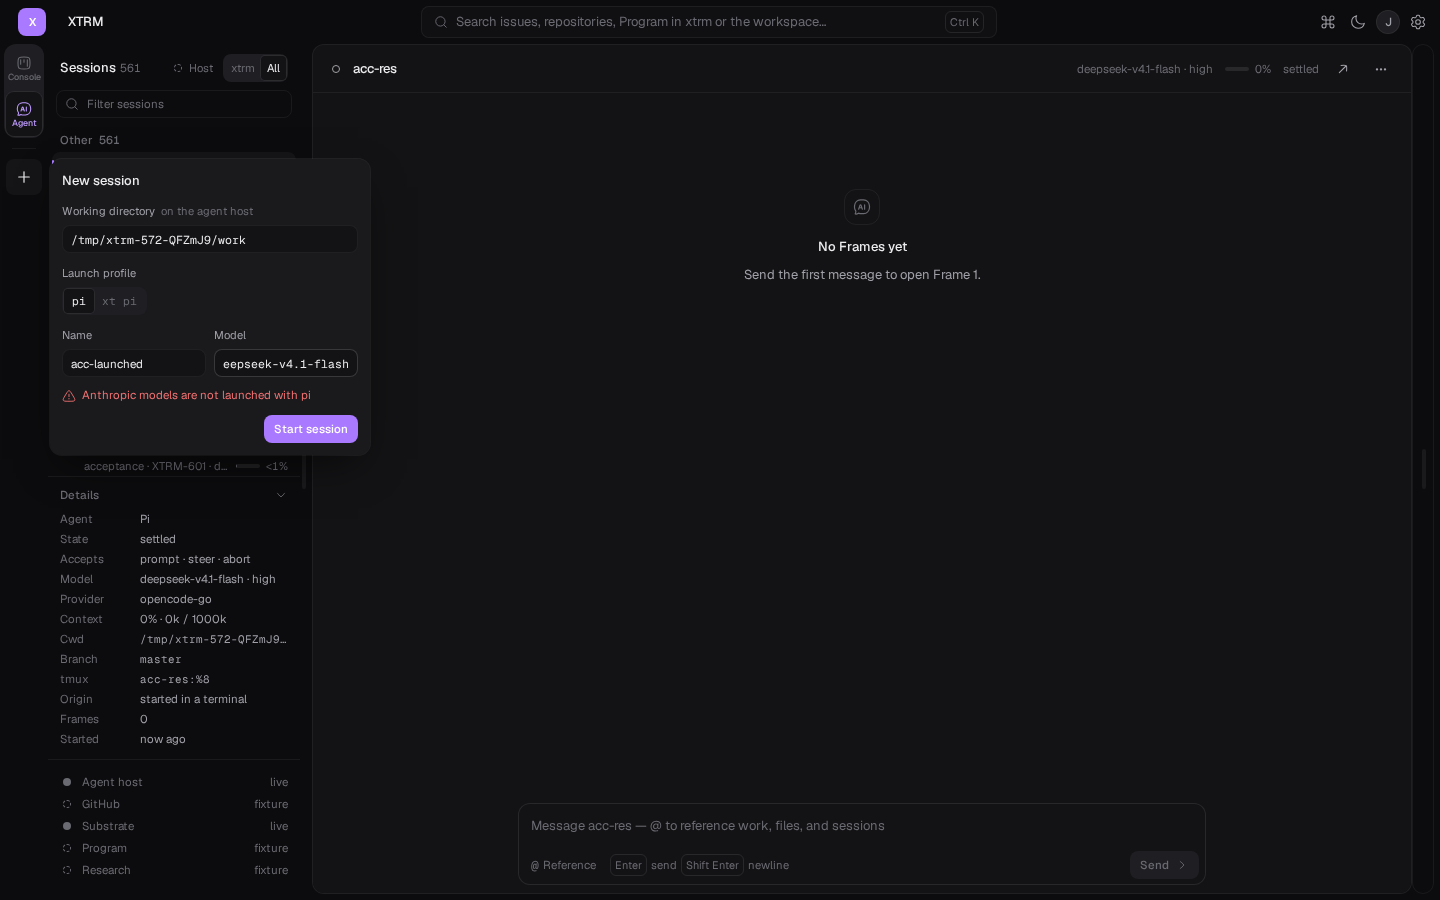 X XTRM Search issues, repositories, Program in xtrm or the workspace... Ctrl K J
Console
AI
Agent
Sessions 561 Host xtrm All
Filter sessions
Other 561
New session
Working directory on the agent host
/tmp/xtrm-572-QFZmJ9/work
Launch profile
pi xt pi
Name Model
acc-launched eepseek-v4.1-flash
Anthropic models are not launched with pi
Start session
acceptance · XTRM-601 · d... <1%
Details
Agent Pi
State settled
Accepts prompt · steer · abort
Model deepseek-v4.1-flash · high
Provider opencode-go
Context 0% · 0k / 1000k
Cwd /tmp/xtrm-572-QFZmJ9...
Branch master
tmux acc-res:%8
Origin started in a terminal
Frames 0
Started now ago
Agent host live
GitHub fixture
Substrate live
Program fixture
Research fixture
acc-res deepseek-v4.1-flash · high 0% settled
AI
No Frames yet
Send the first message to open Frame 1.
Message acc-res — @ to reference work, files, and sessions
@ Reference Enter send Shift Enter newline Send